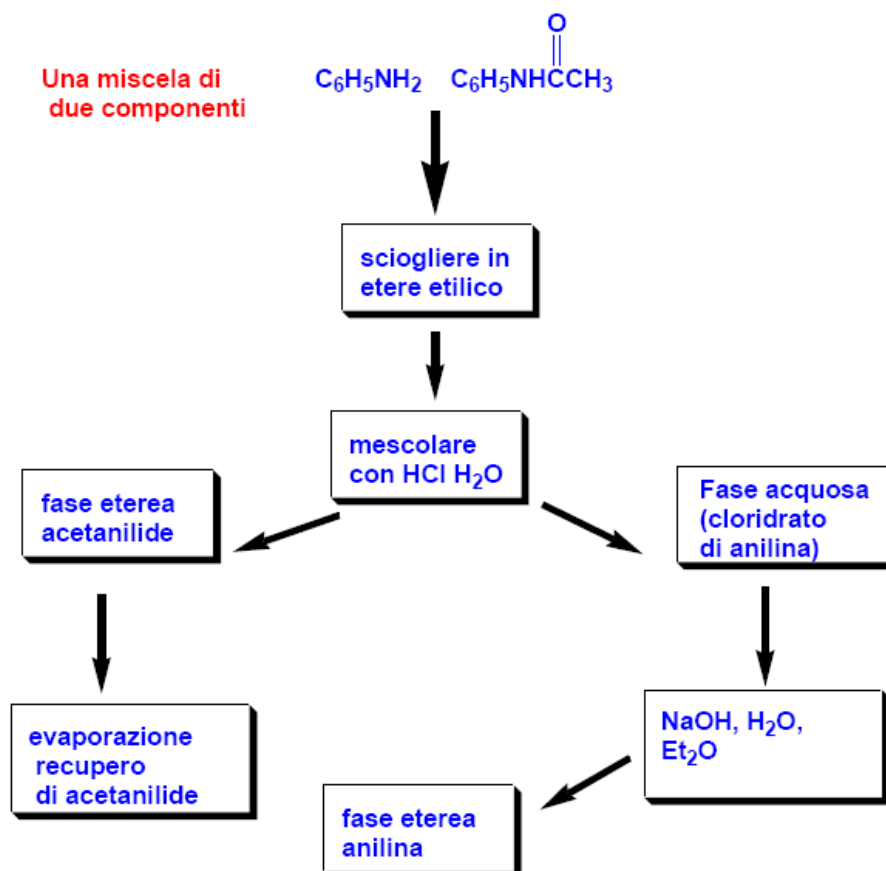 Una miscela di
due componenti
C₆H₅NH₂
O
C₆H₅NHCCH₃
sciogliere in
etere etilico
mescolare
con HCl H₂O
fase eterea
acetanilide
Fase acquosa
(cloridrato
di anilina)
evaporazione
recupero
di acetanilide
NaOH, H₂O,
Et₂O
fase eterea
anilina